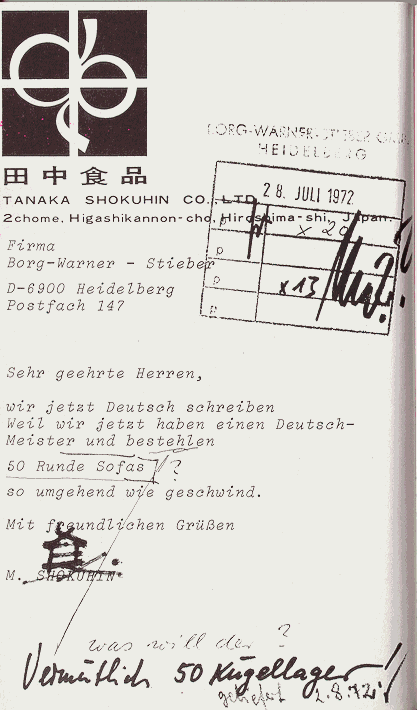 田中食品
TANAKA SHOKUHIN CO., LTD.
2chome, Higashikannon-cho, Hiroshima-shi, Japan.
BORG-WARNER-STIEBER GMBH
HEIDELBERG
28. JULI 1972
x 20
x 13
Firma
Borg-Warner - Stieber
D-6900 Heidelberg
Postfach 147
Sehr geehrte Herren,
wir jetzt Deutsch schreiben
Weil wir jetzt haben einen Deutsch-
Meister und bestehlen
50 Runde Sofas ?
so umgehend wie geschwind.
Mit freundlichen Grüßen
M. SHOKUHIN
was will der ?
Vermutlich 50 Kugellager!
geliefert 2.8.72